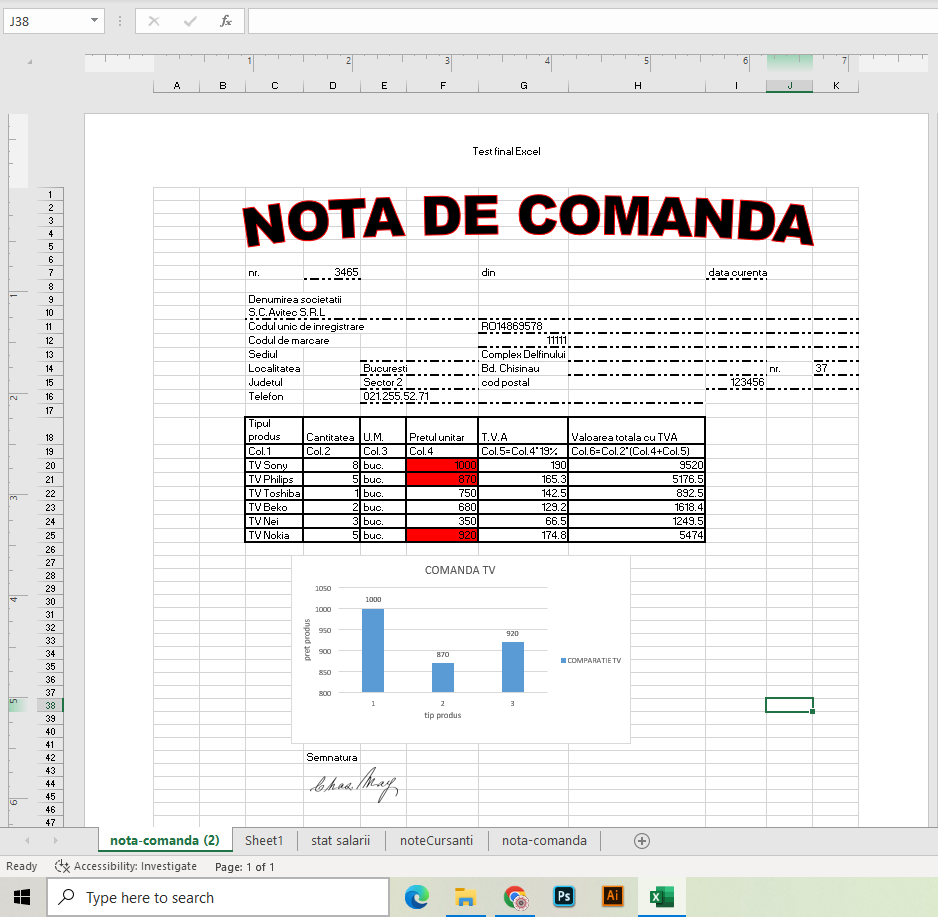 J38
fx
1 2 3 4 5 6 7
A B C D E F G H I J K
Test final Excel
1
2
3
4
5
NOTA DE COMANDA
6
7 nr. 3465 din data curenta
8
9 Denumirea societatii
10 S.C.Avitec S.R.L
11 Codul unic de inregistrare RO14869578
12 Codul de marcare 11111
13 Sediul Complex Delfinului
14 Localitatea Bucuresti Bd. Chisinau nr. 37
15 Judetul Sector 2 cod postal 123456
16 Telefon 021.255.52.71
17
18 Tipul produs Cantitatea U.M. Pretul unitar T.V.A Valoarea totala cu TVA
19 Col.1 Col.2 Col.3 Col.4 Col.5=Col.4*19% Col.6=Col.2*(Col.4+Col.5)
20 TV Sony 8 buc. 1000 190 9520
21 TV Philips 5 buc. 870 165.3 5176.5
22 TV Toshiba 1 buc. 750 142.5 892.5
23 TV Beko 2 buc. 680 129.2 1618.4
24 TV Nei 3 buc. 350 66.5 1249.5
25 TV Nokia 5 buc. 920 174.8 5474
26
27
28
29
30
31
32
33
34
35
36
37
38
39
40
41
COMANDA TV
1050
1000
950
900
850
800
pret produs
1000
870
920
1 2 3
tip produs
COMPARATIE TV
42 Semnatura
43
44
45
46
47
1
2
3
4
5
6
nota-comanda (2) Sheet1 stat salarii noteCursanti nota-comanda
Ready Accessibility: Investigate Page: 1 of 1
Type here to search
Ps
Ai
X